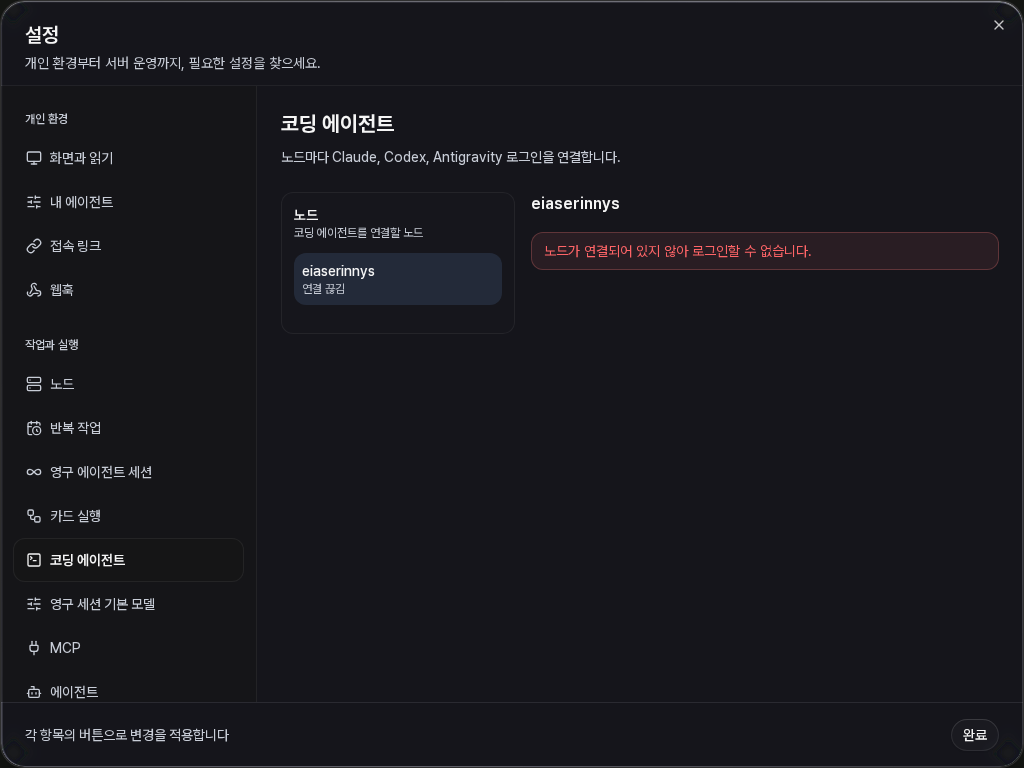 설정
개인 환경부터 서버 운영까지, 필요한 설정을 찾으세요.
개인 환경
화면과 읽기
내 에이전트
접속 링크
웹훅
작업과 실행
노드
반복 작업
영구 에이전트 세션
카드 실행
코딩 에이전트
영구 세션 기본 모델
MCP
에이전트
코딩 에이전트
노드마다 Claude, Codex, Antigravity 로그인을 연결합니다.
노드
코딩 에이전트를 연결할 노드
eiaserinnys
연결 끊김
eiaserinnys
노드가 연결되어 있지 않아 로그인할 수 없습니다.
각 항목의 버튼으로 변경을 적용합니다
완료